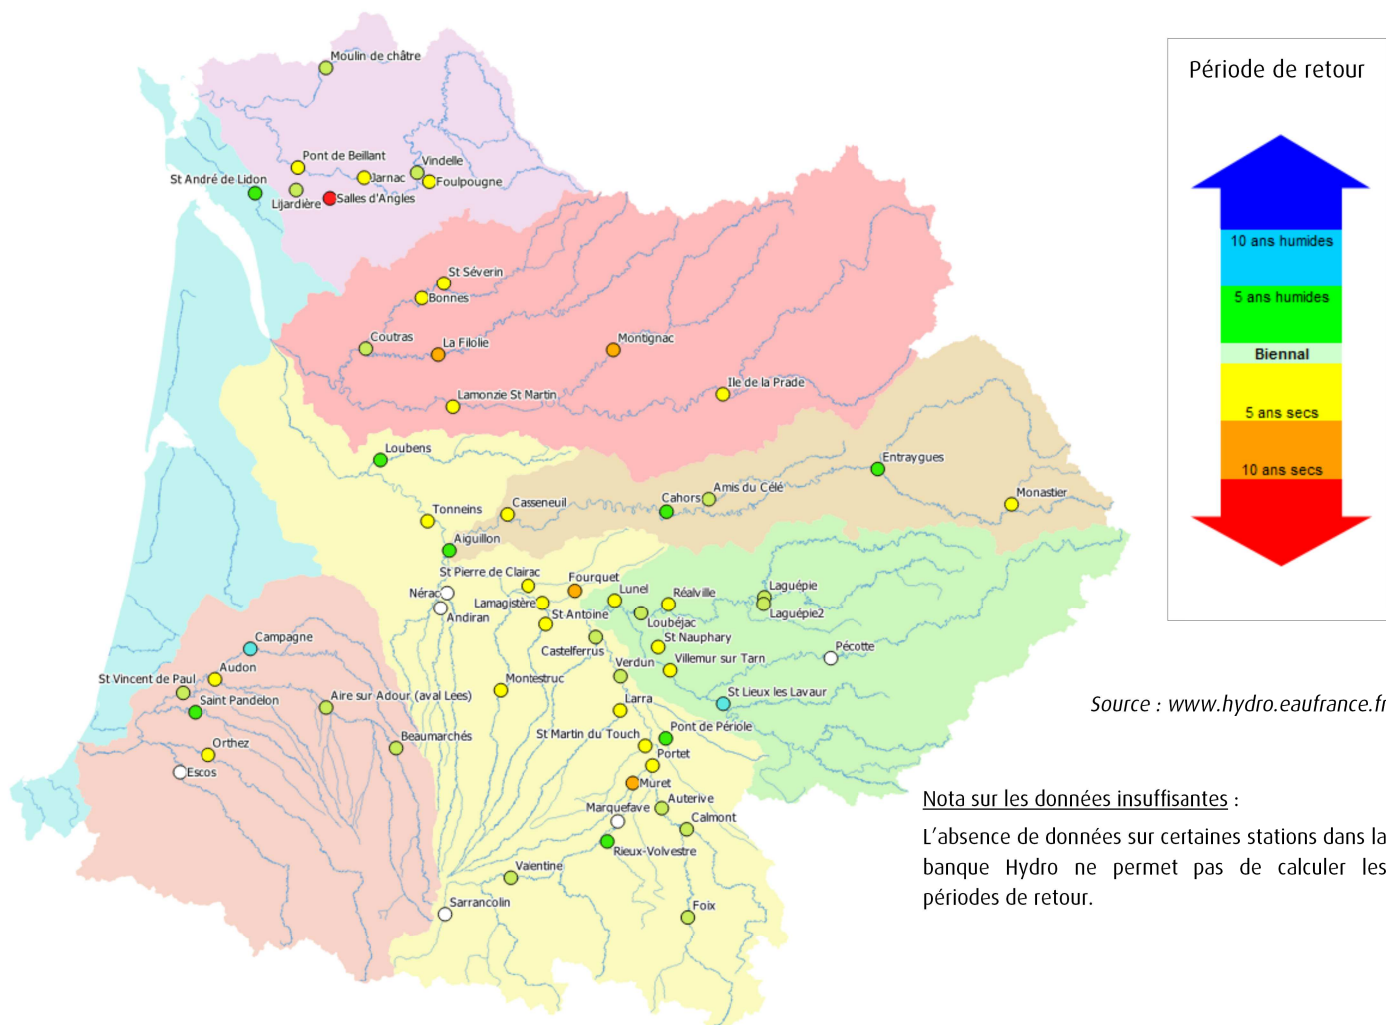 Moulin de châtre
Pont de Beillant
Vindelle
St André de Lidon
Jarnac
Foulpougne
Lijardière
Salles d'Angles
St Séverin
Bonnes
Coutras
La Filolie
Montignac
Ile de la Prade
Lamonzie St Martin
Loubens
Entraygues
Amis du Célé
Monastier
Casseneuil
Cahors
Tonneins
Aiguillon
St Pierre de Clairac
Fourquet
Laguépie
Nérac
Lamagistère
Lunel
Réalville
Laguépie2
Andiran
St Antoine
Loubéjac
Campagne
Castelferrus
St Nauphary
Pécotte
Audon
Verdun
Villemur sur Tarn
St Vincent de Paul
Montestruc
St Lieux les Lavaur
Saint Pandelon
Aire sur Adour (aval Lees)
Larra
Orthez
Beaumarchés
St Martin du Touch
Pont de Périole
Portet
Escos
Muret
Marquefave
Auterive
Calmont
Rieux-Volvestre
Valentine
Sarrancolin
Foix
Période de retour
10 ans humides
5 ans humides
Biennal
5 ans secs
10 ans secs
Source : www.hydro.eaufrance.fr
Nota sur les données insuffisantes :
L'absence de données sur certaines stations dans la
banque Hydro ne permet pas de calculer les
périodes de retour.